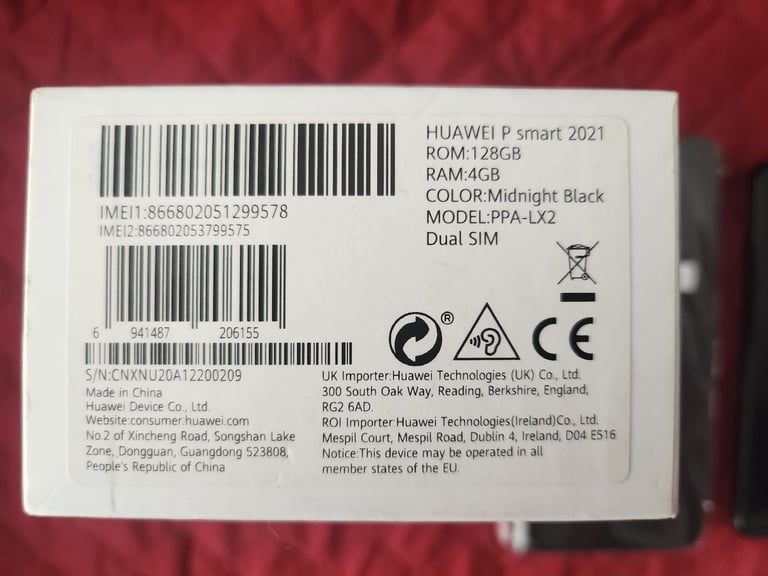 HUAWEI P smart 2021
ROM:128GB
RAM:4GB
COLOR:Midnight Black
MODEL:PPA-LX2
Dual SIM
IMEI1:866802051299578
IMEI2:866802053799575
6 941487 206155
S/N:CNXNU20A12200209
Made in China
Huawei Device Co., Ltd.
Website:consumer.huawei.com
No.2 of Xincheng Road, Songshan Lake
Zone, Dongguan, Guangdong 523808,
People's Republic of China
®
CE
UK Importer:Huawei Technologies (UK) Co., Ltd.
300 South Oak Way, Reading, Berkshire, England,
RG2 6AD.
ROI Importer:Huawei Technologies(Ireland)Co., Ltd.
Mespil Court, Mespil Road, Dublin 4, Ireland, D04 E516
Notice:This device may be operated in all
member states of the EU.